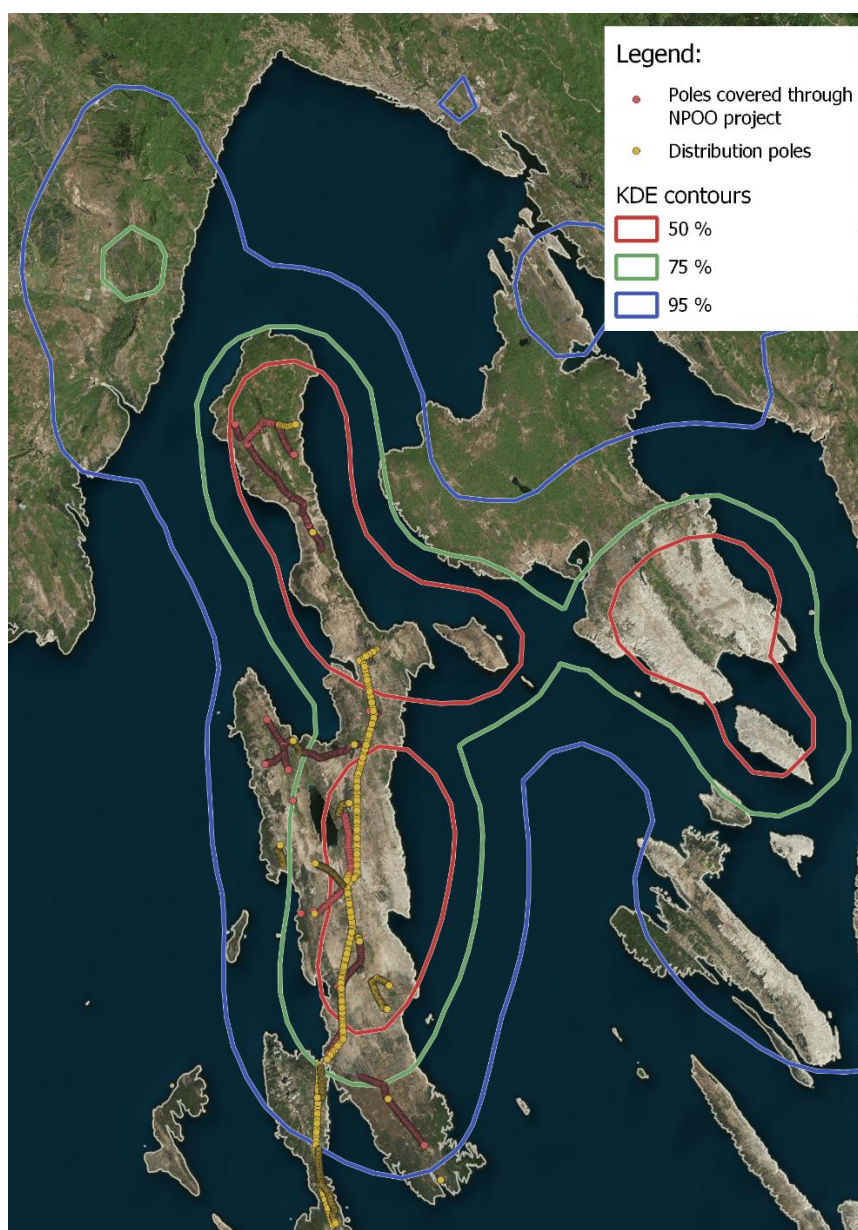 Legend:
Poles covered through
NPOO project
Distribution poles
KDE contours
50 %
75 %
95 %